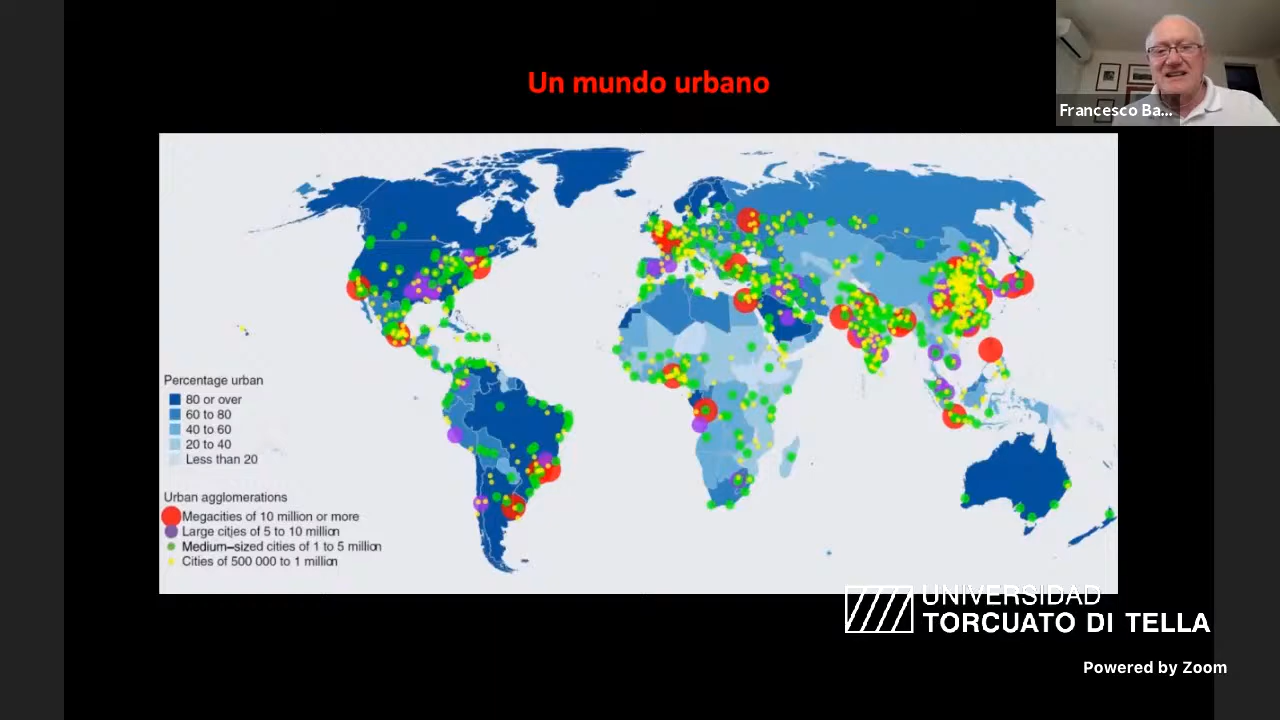 Un mundo urbano
Francesco Ba...
Percentage urban
80 or over
60 to 80
40 to 60
20 to 40
Less than 20
Urban agglomerations
Megacities of 10 million or more
Large cities of 5 to 10 million
Medium-sized cities of 1 to 5 million
Cities of 500 000 to 1 million
UNIVERSIDAD
TORCUATO DI TELLA
Powered by Zoom